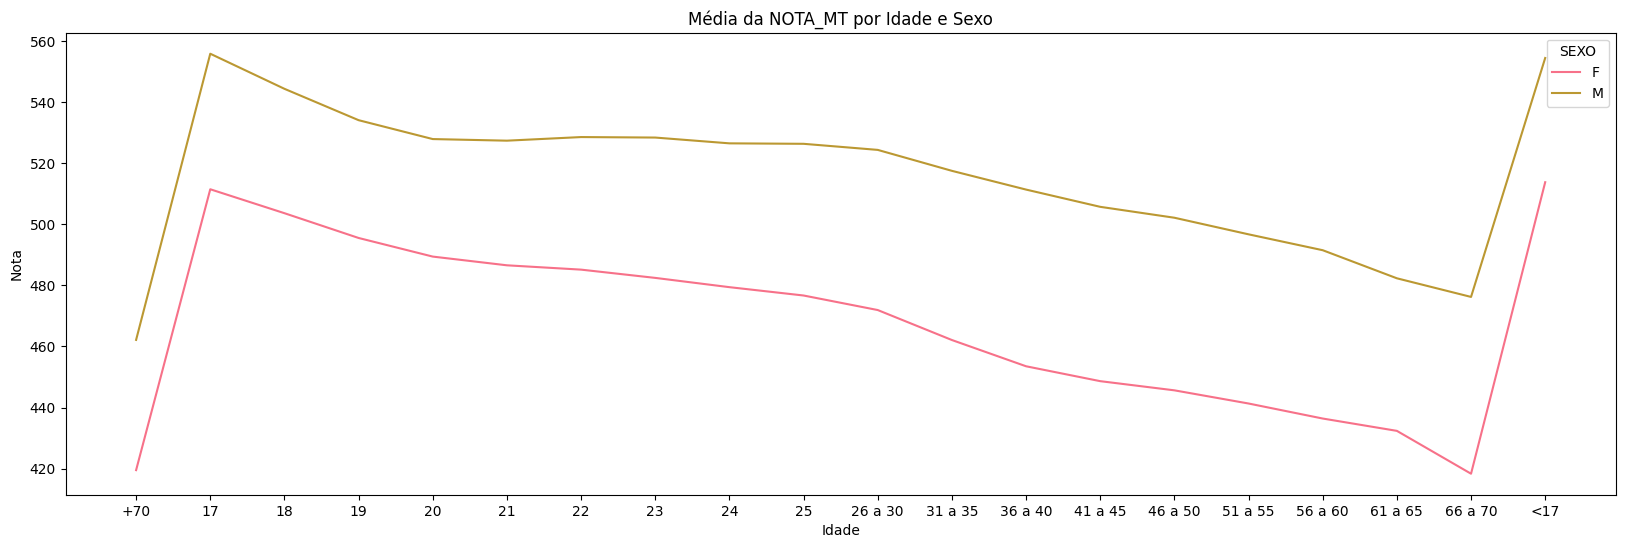 Média da NOTA_MT por Idade e Sexo
560
540
520
500
480
460
440
420
Nota
SEXO
F
M
+70 17 18 19 20 21 22 23 24 25 26 a 30 31 a 35 36 a 40 41 a 45 46 a 50 51 a 55 56 a 60 61 a 65 66 a 70 <17
Idade